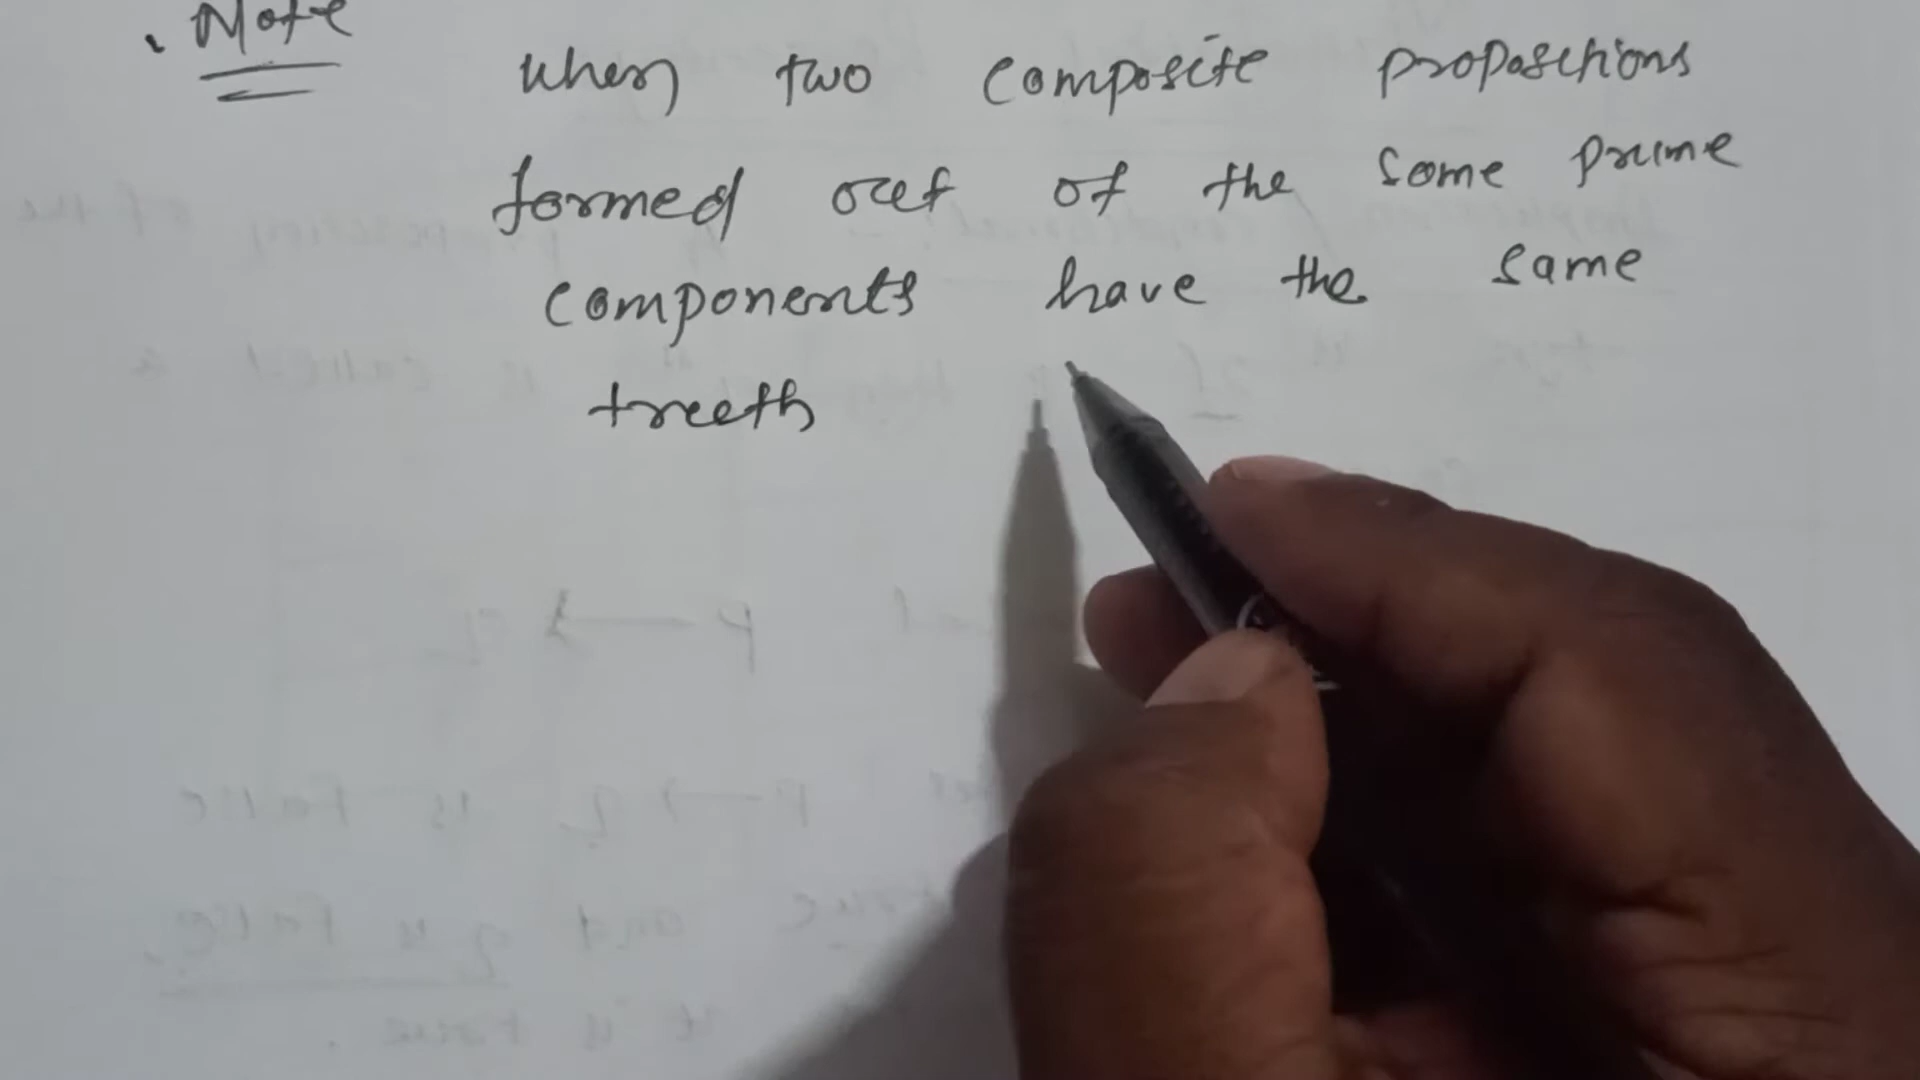 . Note
when two composite propositions
formed out of the same prime
components have the same
truth